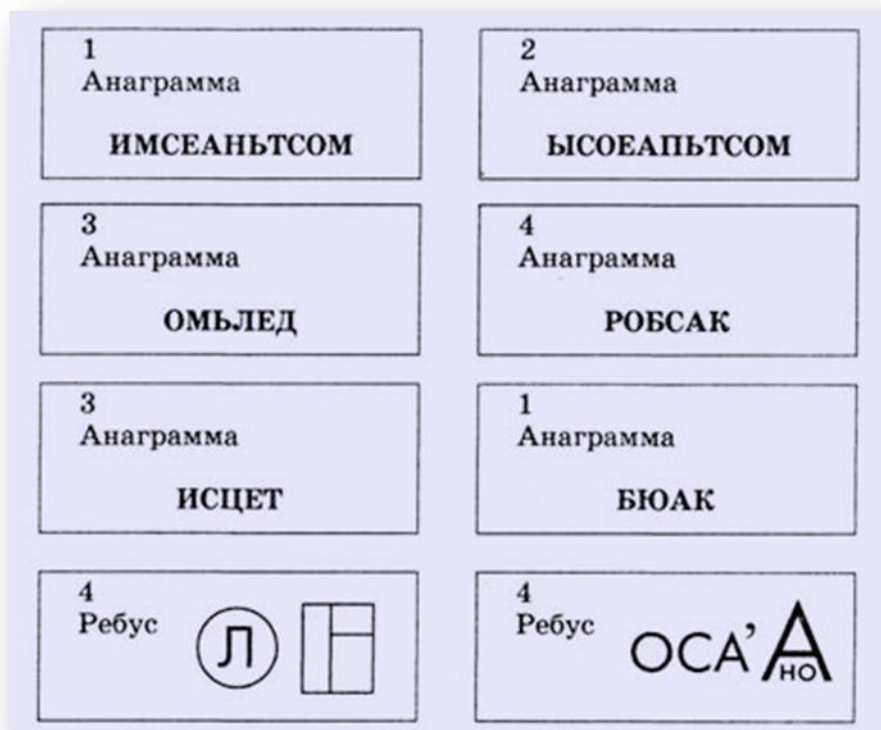 1
Анаграмма
ИМСЕАНЬТСОМ
2
Анаграмма
ЫСОЕАПЬТСОМ
3
Анаграмма
ОМЬЛЕД
4
Анаграмма
РОБСАК
3
Анаграмма
ИСЦЕТ
1
Анаграмма
БЮАК
4
Ребус
Л
4
Ребус
ОСА’ А
НО